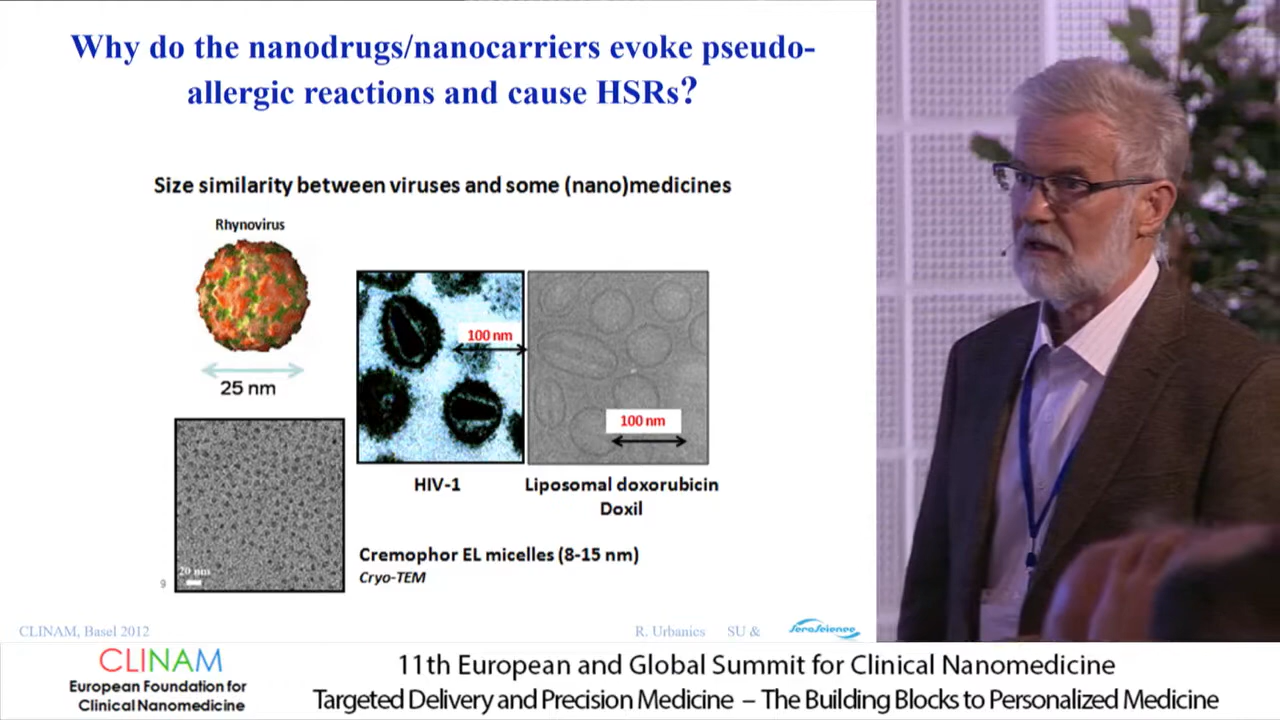 Why do the nanodrugs/nanocarriers evoke pseudo-
allergic reactions and cause HSRs?
Size similarity between viruses and some (nano)medicines
Rhynovirus
25 nm
100 nm
100 nm
HIV-1
Liposomal doxorubicin
Doxil
Cremophor EL micelles (8-15 nm)
Cryo-TEM
20 nm
9
CLINAM, Basel 2012
R. Urbanics
SU &
SeroScience
CLINAM
European Foundation for
Clinical Nanomedicine
11th European and Global Summit for Clinical Nanomedicine
Targeted Delivery and Precision Medicine – The Building Blocks to Personalized Medicine